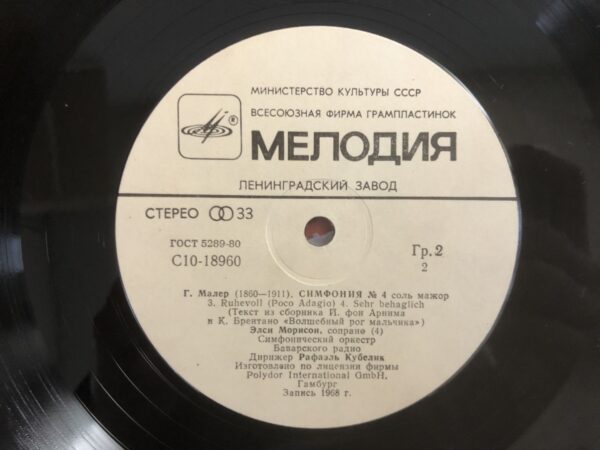 МИНИСТЕРСТВО КУЛЬТУРЫ СССР
ВСЕСОЮЗНАЯ ФИРМА ГРАМПЛАСТИНОК
®
МЕЛОДИЯ
ЛЕНИНГРАДСКИЙ ЗАВОД
СТЕРЕО 33
ГОСТ 5289-80
С10-18960
Гр.2
2
Г. Малер (1860—1911). СИМФОНИЯ № 4 соль мажор
3. Ruhevoll (Poco Adagio) 4. Sehr behaglich
(Текст из сборника И. фон Арнима
и К. Брентано «Волшебный рог мальчика»)
Элси Морисон, сопрано (4)
Симфонический оркестр
Баварского радио
Дирижер Рафаэль Кубелик
Изготовлено по лицензии фирмы
Polydor International GmbH,
Гамбург
Запись 1968 г.